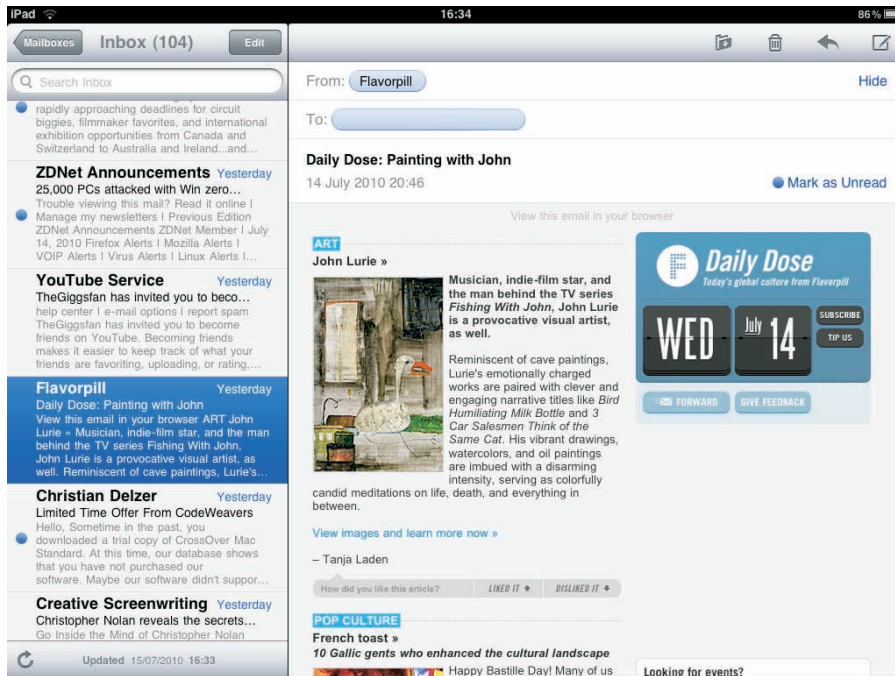 iPad
16:34
86%
Mailboxes
Inbox (104)
Edit
Search Inbox
rapidly approaching deadlines for circuit
biggies, filmmaker favorites, and international
exhibition opportunities from Canada and
Switzerland to Australia and Ireland...and...
ZDNet Announcements Yesterday
25,000 PCs attacked with Win zero…
Trouble viewing this mail? Read it online l
Manage my newsletters l Previous Edition
ZDNet Announcements ZDNet Member l July
14, 2010 Firefox Alerts l Mozilla Alerts l
VOIP Alerts l Virus Alerts l Linux Alerts l…
YouTube Service Yesterday
TheGiggsfan has invited you to beco…
help center l e-mail options l report spam
TheGiggsfan has invited you to become
friends on YouTube. Becoming friends
makes it easier to keep track of what your
friends are favoriting, uploading, or rating,…
Flavorpill Yesterday
Daily Dose: Painting with John
View this email in your browser ART John
Lurie » Musician, indie-film star, and the man
behind the TV series Fishing With John,
John Lurie is a provocative visual artist, as
well. Reminiscent of cave paintings, Lurie's…
Christian Delzer Yesterday
Limited Time Offer From CodeWeavers
Hello, Sometime in the past, you
downloaded a trial copy of CrossOver Mac
Standard. At this time, our database shows
that you have not purchased our
software. Maybe our software didn't suppor…
Creative Screenwriting Yesterday
Christopher Nolan reveals the secrets…
Go Inside the Mind of Christopher Nolan
Updated 15/07/2010 16:33
From: Flavorpill
Hide
To:
Daily Dose: Painting with John
14 July 2010 20:46
Mark as Unread
View this email in your browser
ART
John Lurie »
Musician, indie-film star, and
the man behind the TV series
Fishing With John, John Lurie
is a provocative visual artist,
as well.
Reminiscent of cave paintings,
Lurie's emotionally charged
works are paired with clever and
engaging narrative titles like Bird
Humiliating Milk Bottle and 3
Car Salesmen Think of the
Same Cat. His vibrant drawings,
watercolors, and oil paintings
are imbued with a disarming
intensity, serving as colorfully
candid meditations on life, death, and everything in
between.
View images and learn more now »
– Tanja Laden
How did you like this article?
LIKED IT
DISLIKED IT
POP CULTURE
French toast »
10 Gallic gents who enhanced the cultural landscape
Happy Bastille Day! Many of us
Daily Dose
Today's global culture from Flavorpill
WED
July 14
SUBSCRIBE
TIP US
FORWARD
GIVE FEEDBACK
Looking for events?